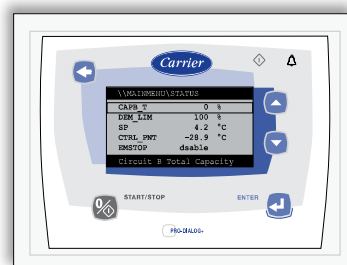 Carrier
\\MAINMENU\STATUS
CAPB_T 0 %
DEM_LIM 100 %
SP 4.2 °C
CTRL_PNT -28.9 °C
EMSTOP dsable
Circuit B Total Capacity
START/STOP
ENTER
PRO-DIALOG+